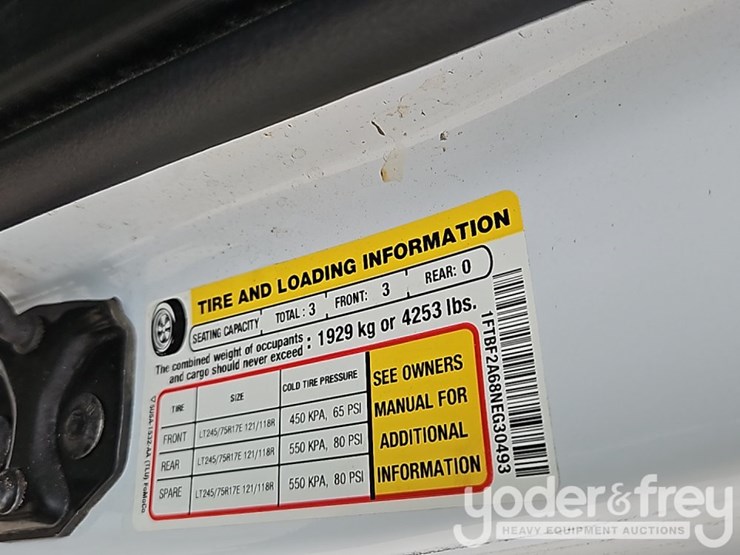 TIRE AND LOADING INFORMATION
SEATING CAPACITY TOTAL: 3 FRONT: 3 REAR: 0
The combined weight of occupants and cargo should never exceed : 1929 kg or 4253 lbs.
TIRE SIZE COLD TIRE PRESSURE
FRONT LT245/75R17E 121/118R 450 KPA, 65 PSI
REAR LT245/75R17E 121/118R 550 KPA, 80 PSI
SPARE LT245/75R17E 121/118R 550 KPA, 80 PSI
SEE OWNERS
MANUAL FOR
ADDITIONAL
INFORMATION
1FTBF2A68NEG30493
yoder&frey
HEAVY EQUIPMENT AUCTIONS